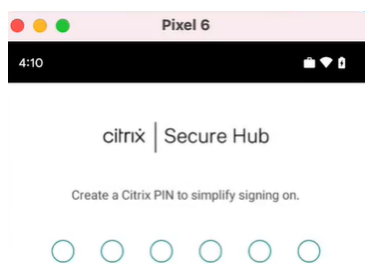 Pixel 6
4:10
citrix | Secure Hub
Create a Citrix PIN to simplify signing on.